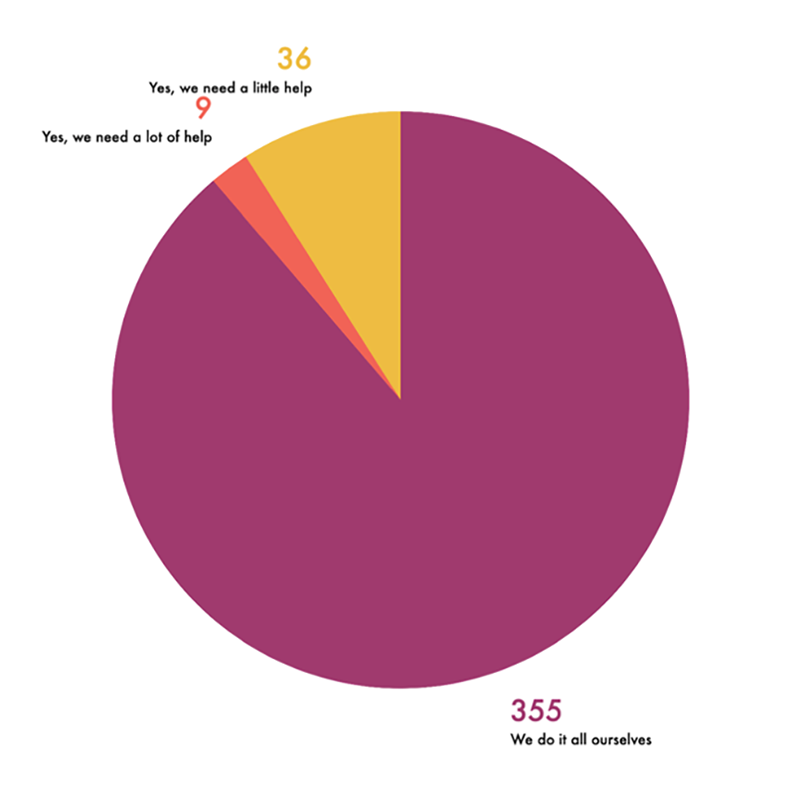 36
Yes, we need a little help
9
Yes, we need a lot of help
355
We do it all ourselves